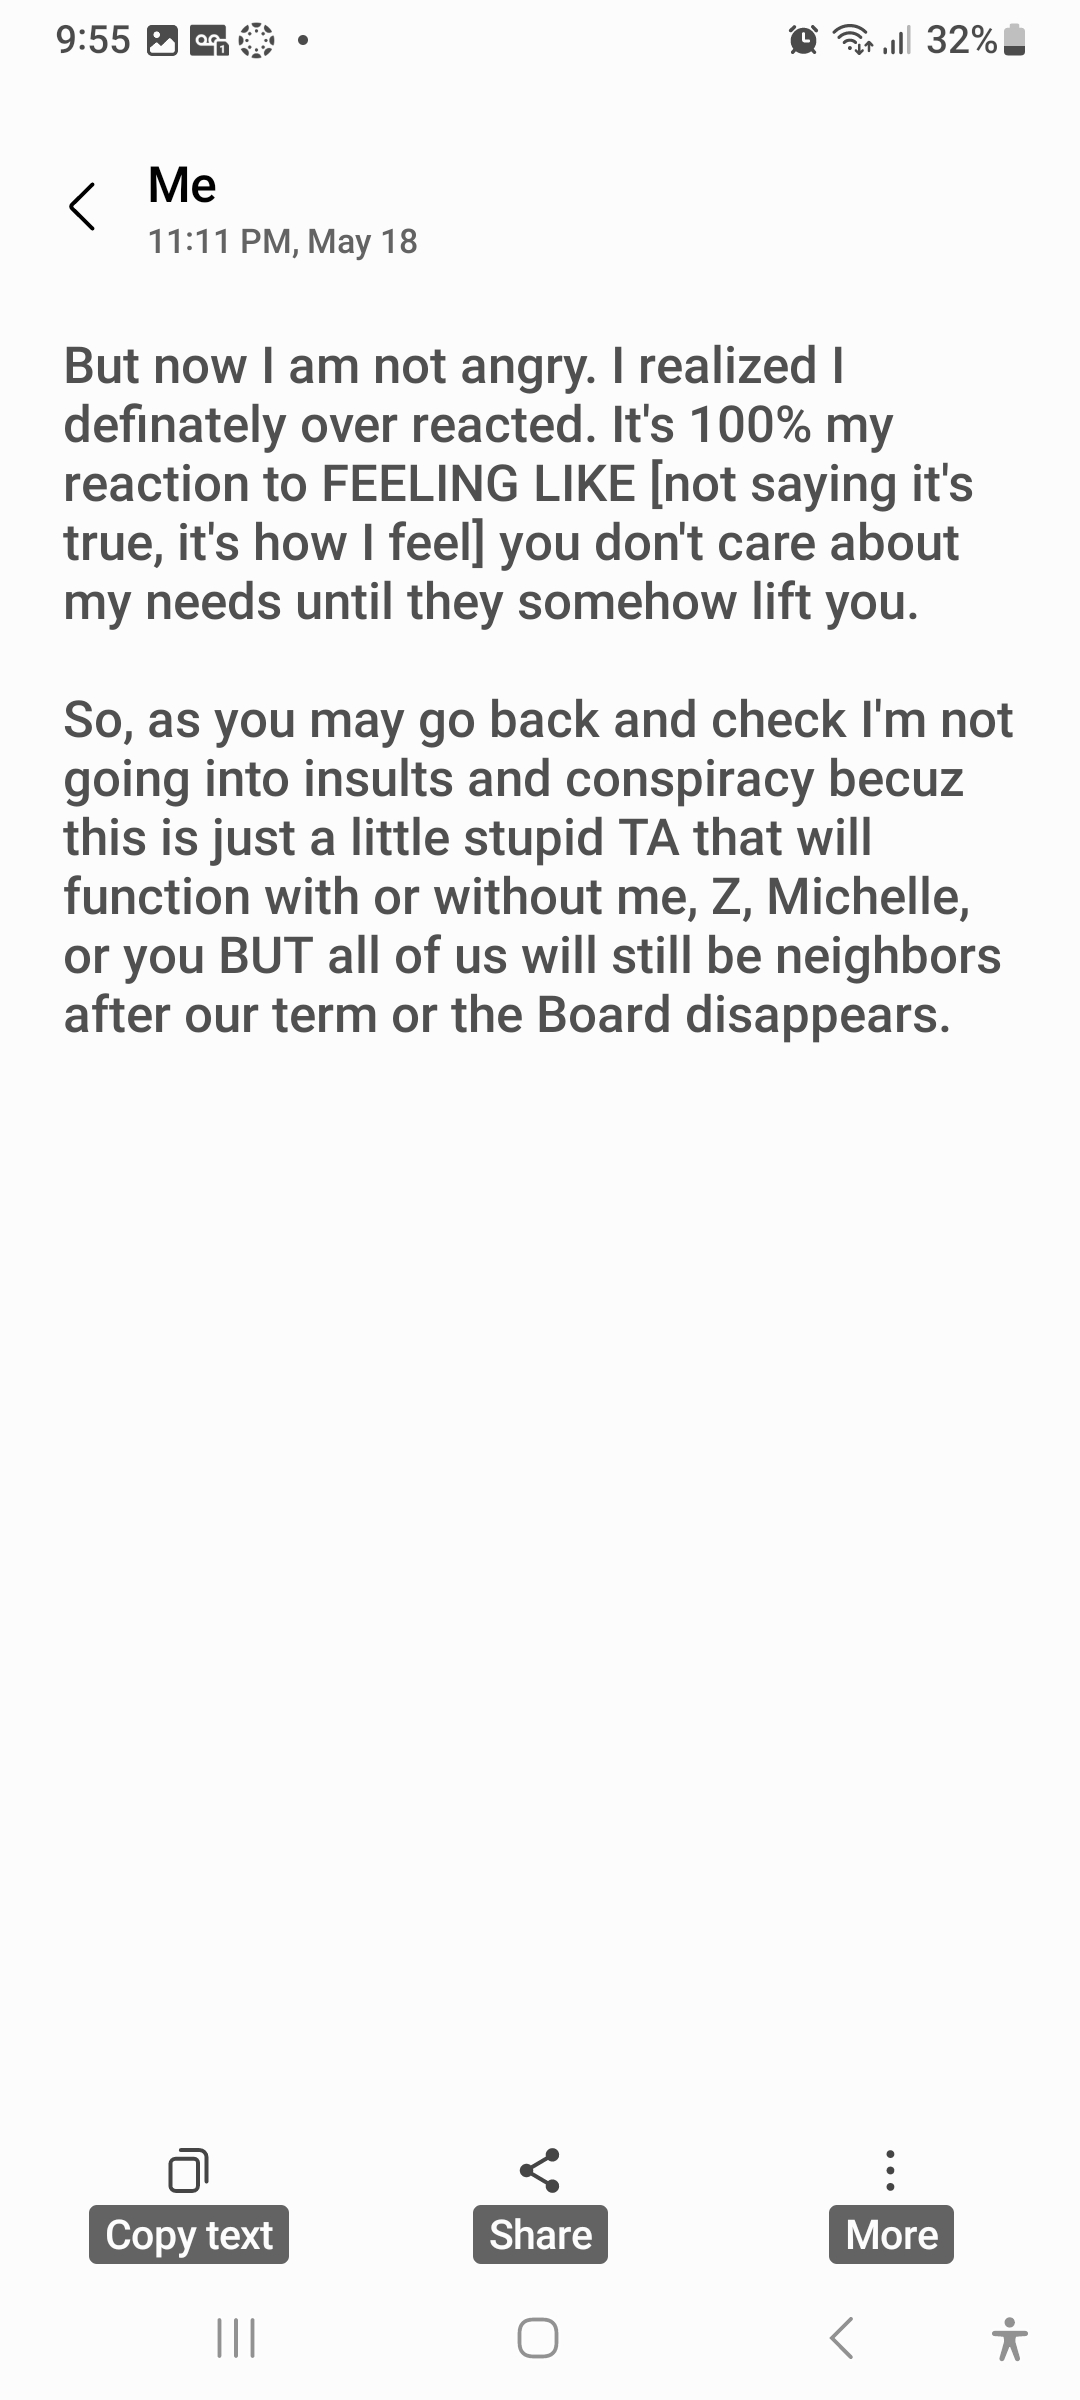 9:55
32%
Me
11:11 PM, May 18
But now I am not angry. I realized I
definately over reacted. It's 100% my
reaction to FEELING LIKE [not saying it's
true, it's how I feel] you don't care about
my needs until they somehow lift you.
So, as you may go back and check I'm not
going into insults and conspiracy becuz
this is just a little stupid TA that will
function with or without me, Z, Michelle,
or you BUT all of us will still be neighbors
after our term or the Board disappears.
Copy text
Share
More